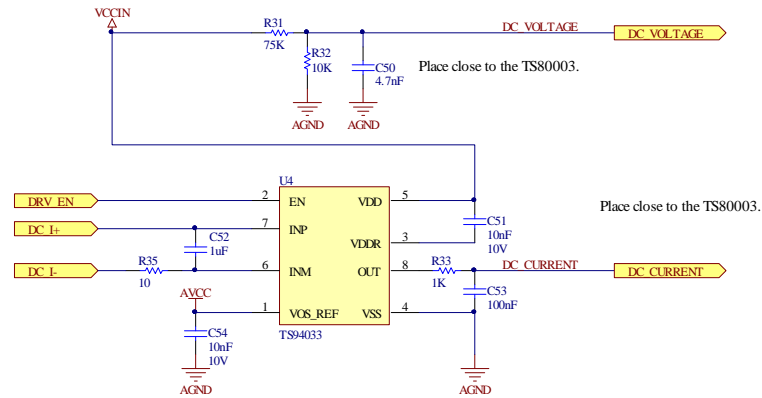 VCCIN
R31
75K
DC_VOLTAGE
DC_VOLTAGE
R32
10K
C50
4.7nF
Place close to the TS80003.
AGND
AGND
U4
DRV_EN
2
EN
VDD
5
Place close to the TS80003.
DC_I+
7
INP
C51
10nF
10V
C52
1uF
VDDR
3
DC_I-
R35
10
6
INM
OUT
8
R33
1K
DC_CURRENT
DC_CURRENT
AVCC
C53
100nF
1
VOS_REF
VSS
4
C54
10nF
10V
TS94033
AGND
AGND